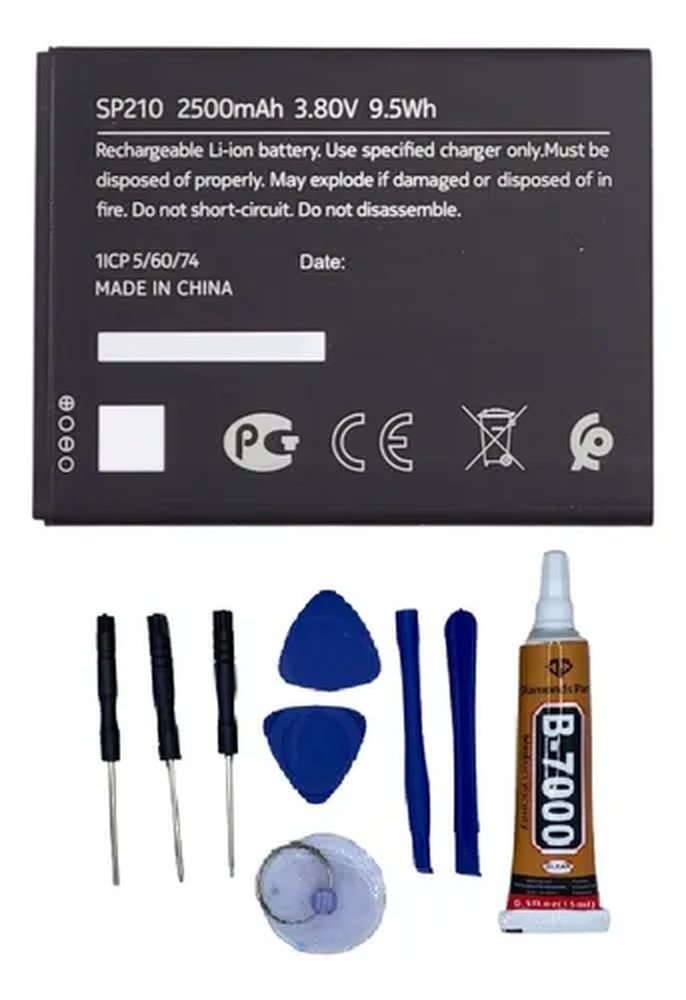 SP210 2500mAh 3.80V 9.5Wh
Rechargeable Li-ion battery. Use specified charger only.Must be
disposed of properly. May explode if damaged or disposed of in
fire. Do not short-circuit. Do not disassemble.
1ICP 5/60/74 Date:
MADE IN CHINA
CE
B-7000
CLEAR